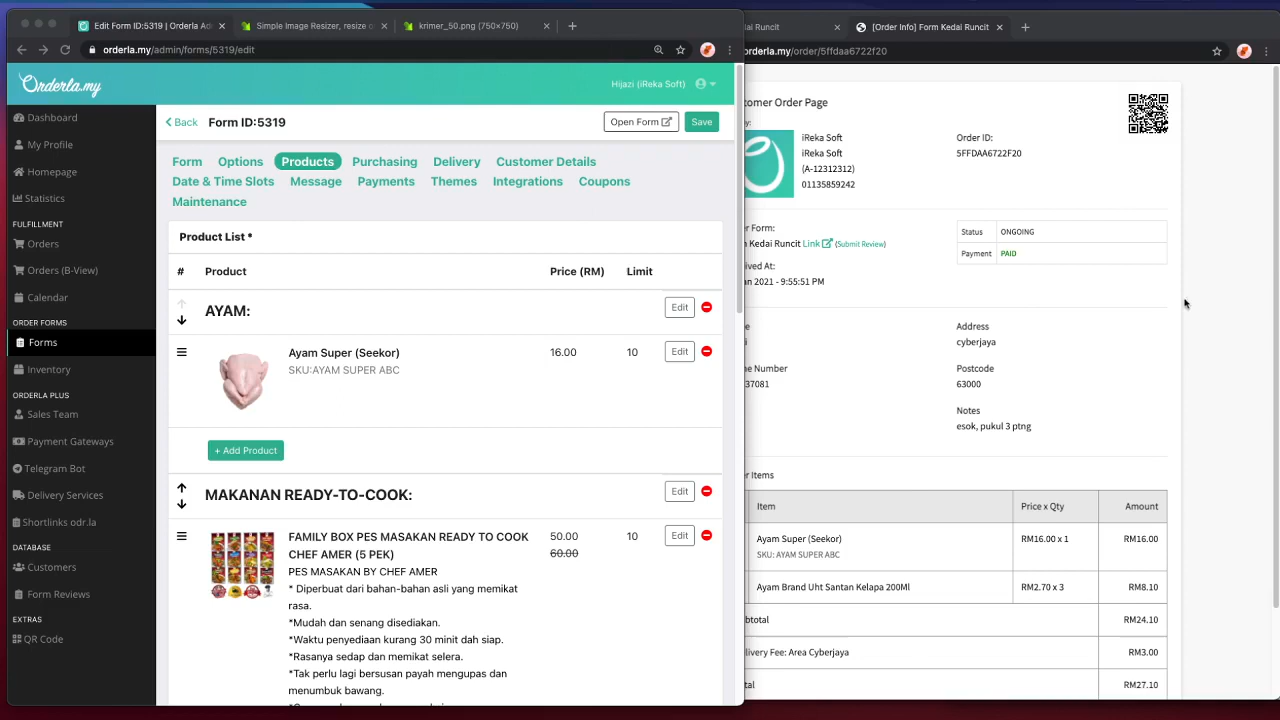 Edit Form ID:5319 | Orderla AM
Simple Image Resizer, resize o
krimer_50.png (750×750)
lai Runcit
[Order Info] Form Kedai Runcit
orderla.my/admin/forms/5319/edit
orderla.my/order/5ffdaa6722f20
Orderla.my
Hijazi (iReka Soft)
Dashboard
My Profile
Homepage
Statistics
FULFILLMENT
Orders
Orders (B-View)
Calendar
ORDER FORMS
Forms
Inventory
ORDERLA PLUS
Sales Team
Payment Gateways
Telegram Bot
Delivery Services
Shortlinks odr.la
DATABASE
Customers
Form Reviews
EXTRAS
QR Code
Back
Form ID:5319
Open Form
Save
Form Options Products Purchasing Delivery Customer Details
Date & Time Slots Message Payments Themes Integrations Coupons
Maintenance
Product List *
# Product Price (RM) Limit
AYAM:
Edit
Ayam Super (Seekor) 16.00 10 Edit
SKU:AYAM SUPER ABC
+ Add Product
MAKANAN READY-TO-COOK:
Edit
FAMILY BOX PES MASAKAN READY TO COOK 50.00 10 Edit
CHEF AMER (5 PEK) 60.00
PES MASAKAN BY CHEF AMER
* Diperbuat dari bahan-bahan asli yang memikat
rasa.
*Mudah dan senang disediakan.
*Waktu penyediaan kurang 30 minit dah siap.
*Rasanya sedap dan memikat selera.
*Tak perlu lagi bersusan payah mengupas dan
menumbuk bawang.
tomer Order Page
y:
iReka Soft
iReka Soft
(A-12312312)
01135859242
Order ID:
5FFDAA6722F20
r Form:
n Kedai Runcit Link (Submit Review)
ived At:
an 2021 - 9:55:51 PM
Status ONGOING
Payment PAID
e
i
ne Number
37081
Address
cyberjaya
Postcode
63000
Notes
esok, pukul 3 ptng
er Items
Item Price x Qty Amount
Ayam Super (Seekor) RM16.00 x 1 RM16.00
SKU: AYAM SUPER ABC
Ayam Brand Uht Santan Kelapa 200Ml RM2.70 x 3 RM8.10
btotal RM24.10
livery Fee: Area Cyberjaya RM3.00
tal RM27.10